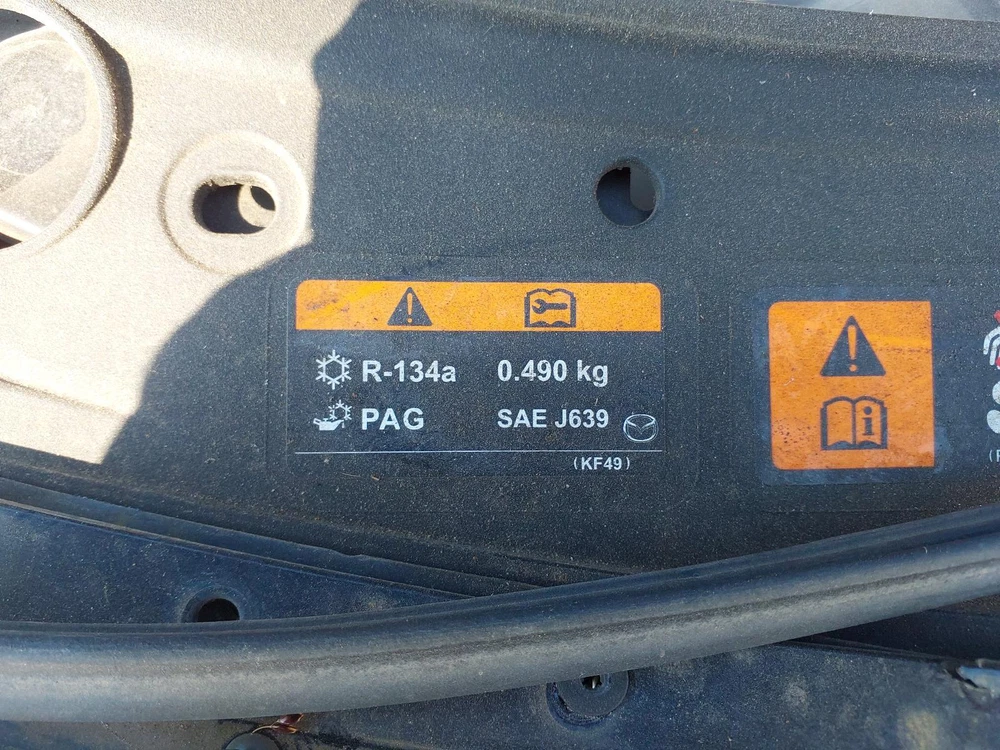 R-134a 0.490 kg
PAG SAE J639
(KF49)